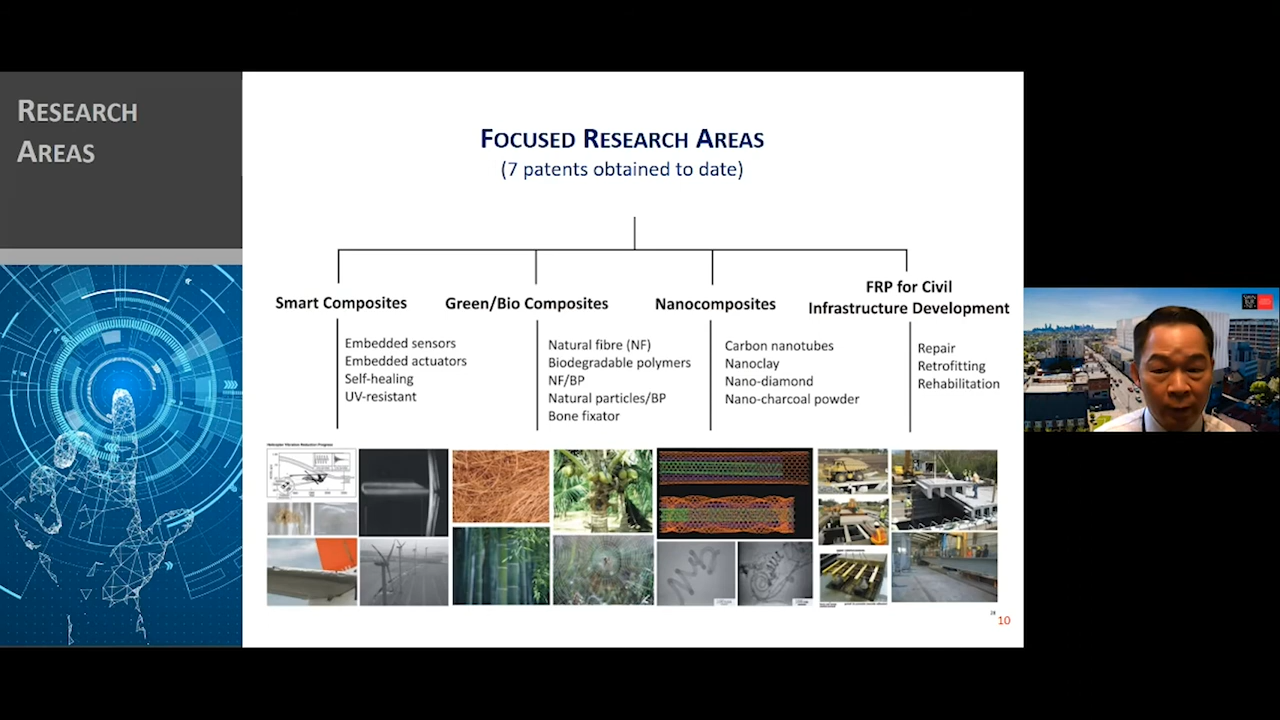 RESEARCH
AREAS
FOCUSED RESEARCH AREAS
(7 patents obtained to date)
Smart Composites
Embedded sensors
Embedded actuators
Self-healing
UV-resistant
Green/Bio Composites
Natural fibre (NF)
Biodegradable polymers
NF/BP
Natural particles/BP
Bone fixator
Nanocomposites
Carbon nanotubes
Nanoclay
Nano-diamond
Nano-charcoal powder
FRP for Civil
Infrastructure Development
Repair
Retrofitting
Rehabilitation
10